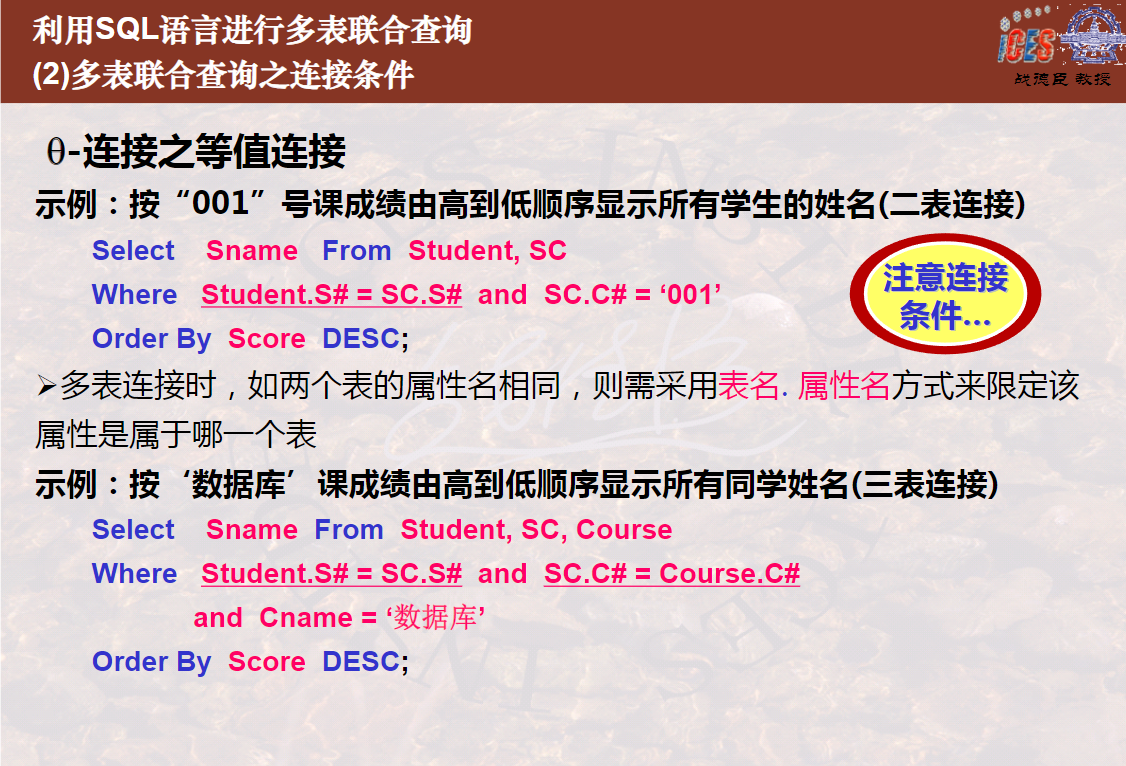 利用SQL语言进行多表联合查询
(2)多表联合查询之连接条件
iCES
战德臣 教授
θ-连接之等值连接
示例：按“001”号课成绩由高到低顺序显示所有学生的姓名(二表连接)
Select Sname From Student, SC
Where Student.S# = SC.S# and SC.C# = ‘001’
Order By Score DESC;
注意连接
条件...
➢多表连接时，如两个表的属性名相同，则需采用表名. 属性名方式来限定该
属性是属于哪一个表
示例：按‘数据库’课成绩由高到低顺序显示所有同学姓名(三表连接)
Select Sname From Student, SC, Course
Where Student.S# = SC.S# and SC.C# = Course.C#
and Cname = ‘数据库’
Order By Score DESC;